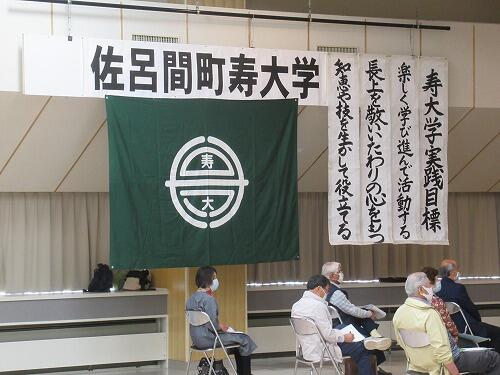 佐呂間町寿大学
寿
大
寿大学実践目標
楽しく学び進んで活動する
長上を敬いいたわりの心をもつ
知恵や技を生かして役立てる